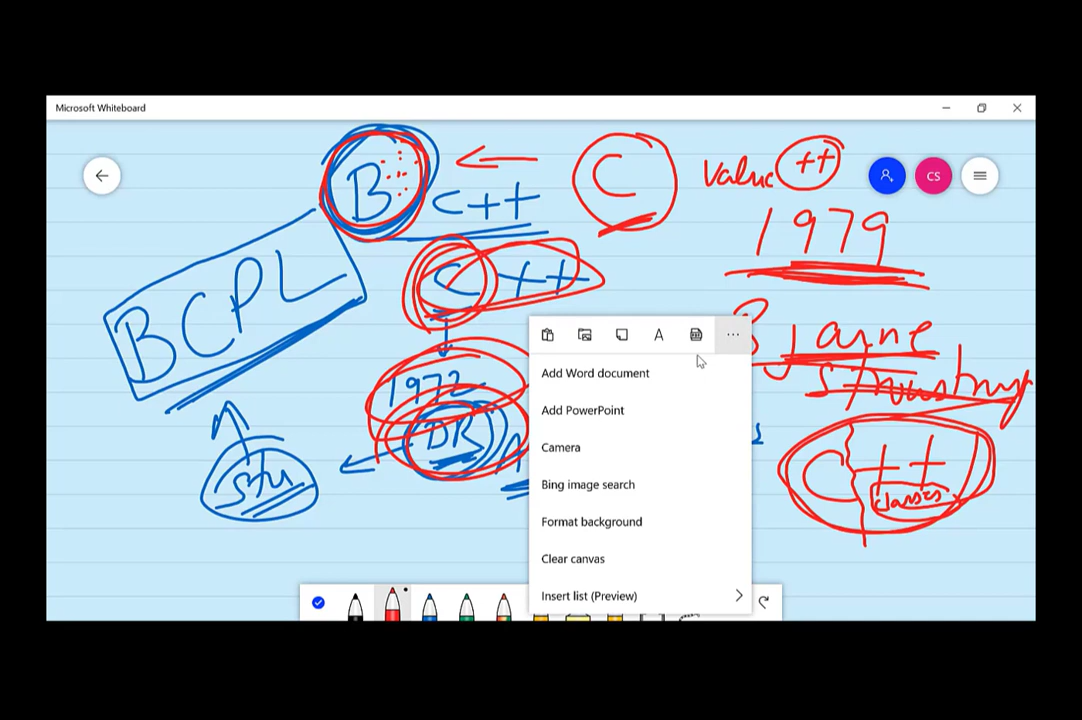 Microsoft Whiteboard
B
C
value ++
CS
C++
1979
BCPL
C ++
Bjarne
Add Word document
1972
Add PowerPoint
DR
Camera
C++
Stu
Bing image search
classes
Format background
Clear canvas
Insert list (Preview)